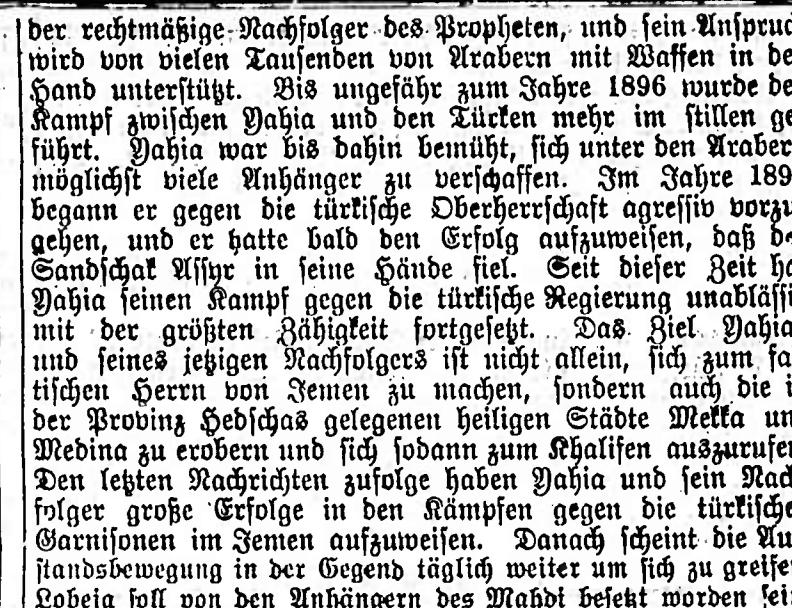 der rechtmäßige Nachfolger des Propheten, und sein Anspruc
wird von vielen Tausenden von Arabern mit Waffen in de
Hand unterstützt. Bis ungefähr zum Jahre 1896 wurde de
Kampf zwischen Yahia und den Türken mehr im stillen ge
führt. Yahia war bis dahin bemüht, sich unter den Araber
möglichst viele Anhänger zu verschaffen. Im Jahre 189
begann er gegen die türkische Oberherrschaft agressiv vorzu
gehen, und er hatte bald den Erfolg aufzuweisen, daß d
Sandschak Assyr in seine Hände fiel. Seit dieser Zeit ha
Yahia seinen Kampf gegen die türkische Regierung unablässi
mit der größten Zähigkeit fortgesetzt. Das Ziel Yahia
und seines jetzigen Nachfolgers ist nicht allein, sich zum fa
tischen Herrn von Jemen zu machen, sondern auch die i
der Provinz Hedschas gelegenen heiligen Städte Mekka un
Medina zu erobern und sich sodann zum Khalifen auszurufe
Den letzten Nachrichten zufolge haben Yahia und sein Nac
folger große Erfolge in den Kämpfen gegen die türkische
Garnisonen im Jemen aufzuweisen. Danach scheint die Au
standsbewegung in der Gegend täglich weiter um sich zu greife
Lobeia soll von den Anhängern des Mahdi besetzt worden sei